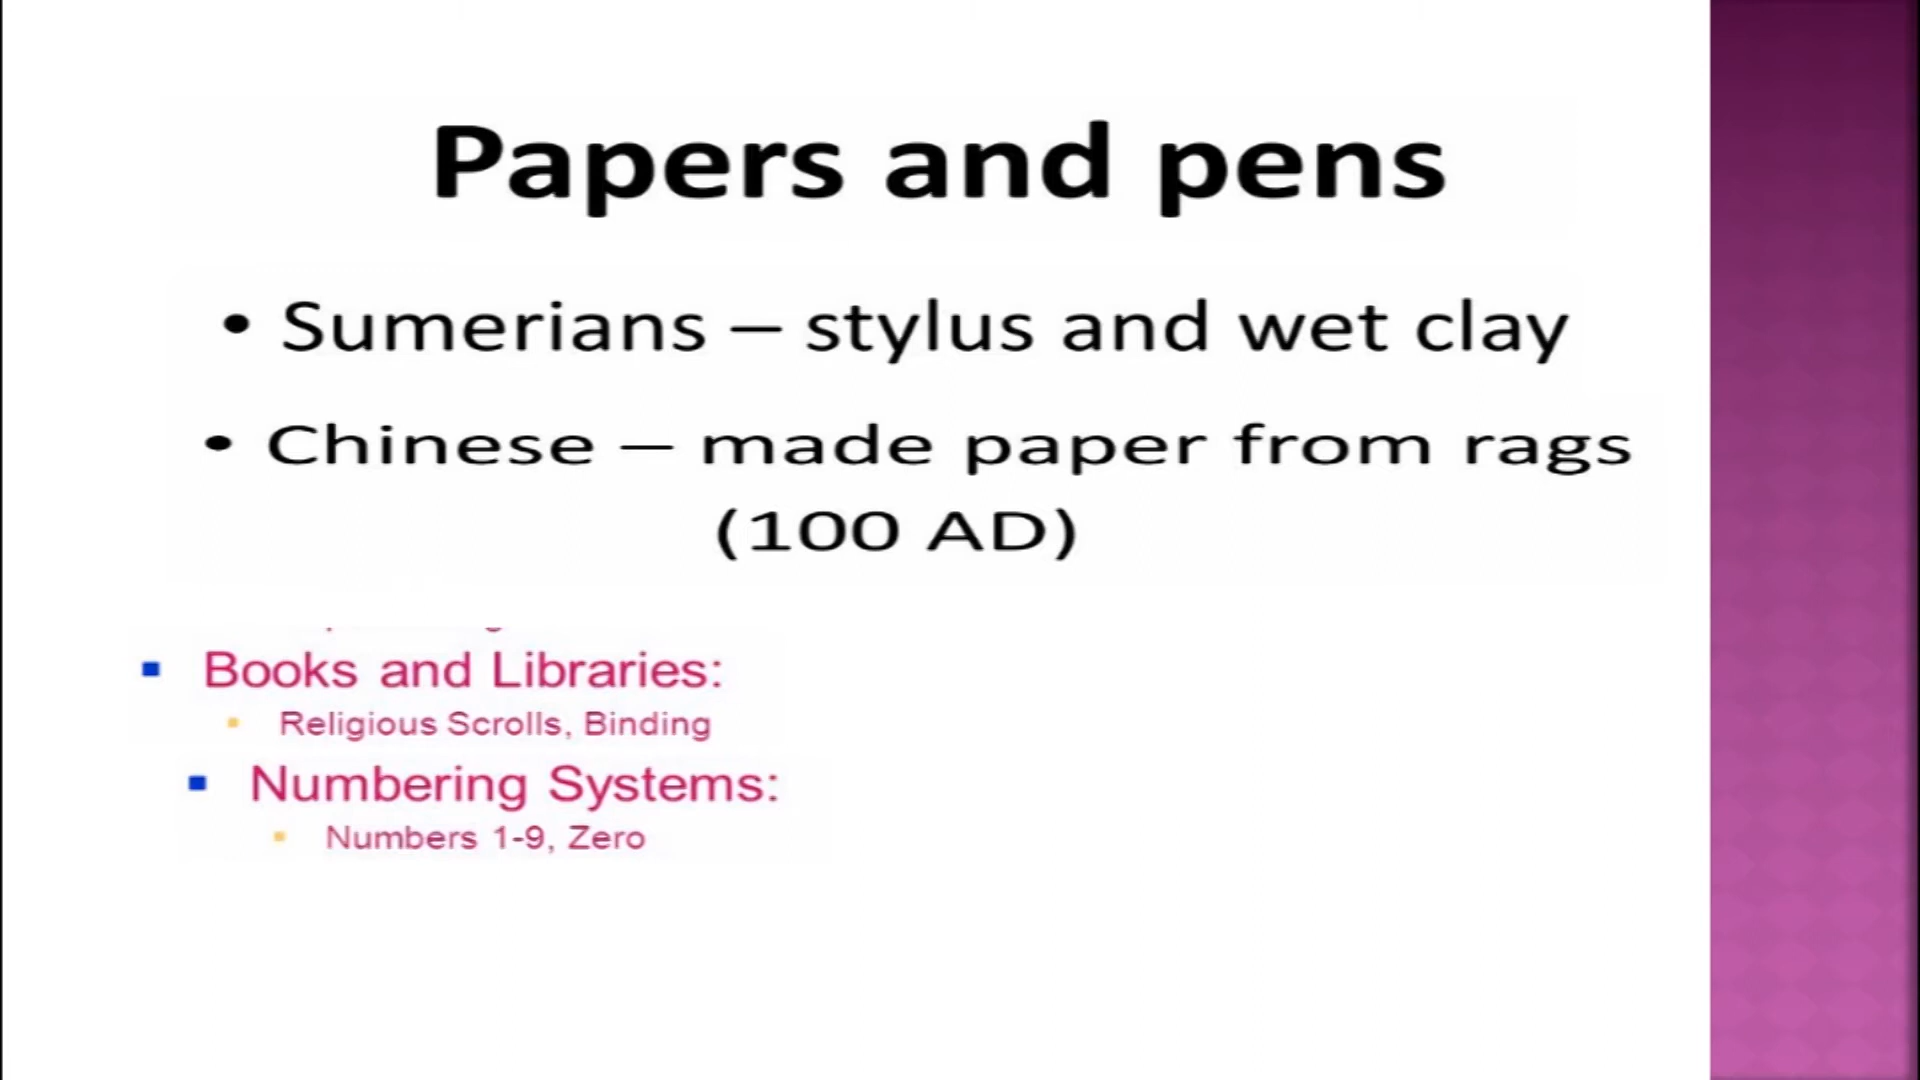 Papers and pens
• Sumerians – stylus and wet clay
• Chinese – made paper from rags
(100 AD)
▪ Books and Libraries:
▪ Religious Scrolls, Binding
▪ Numbering Systems:
▪ Numbers 1-9, Zero